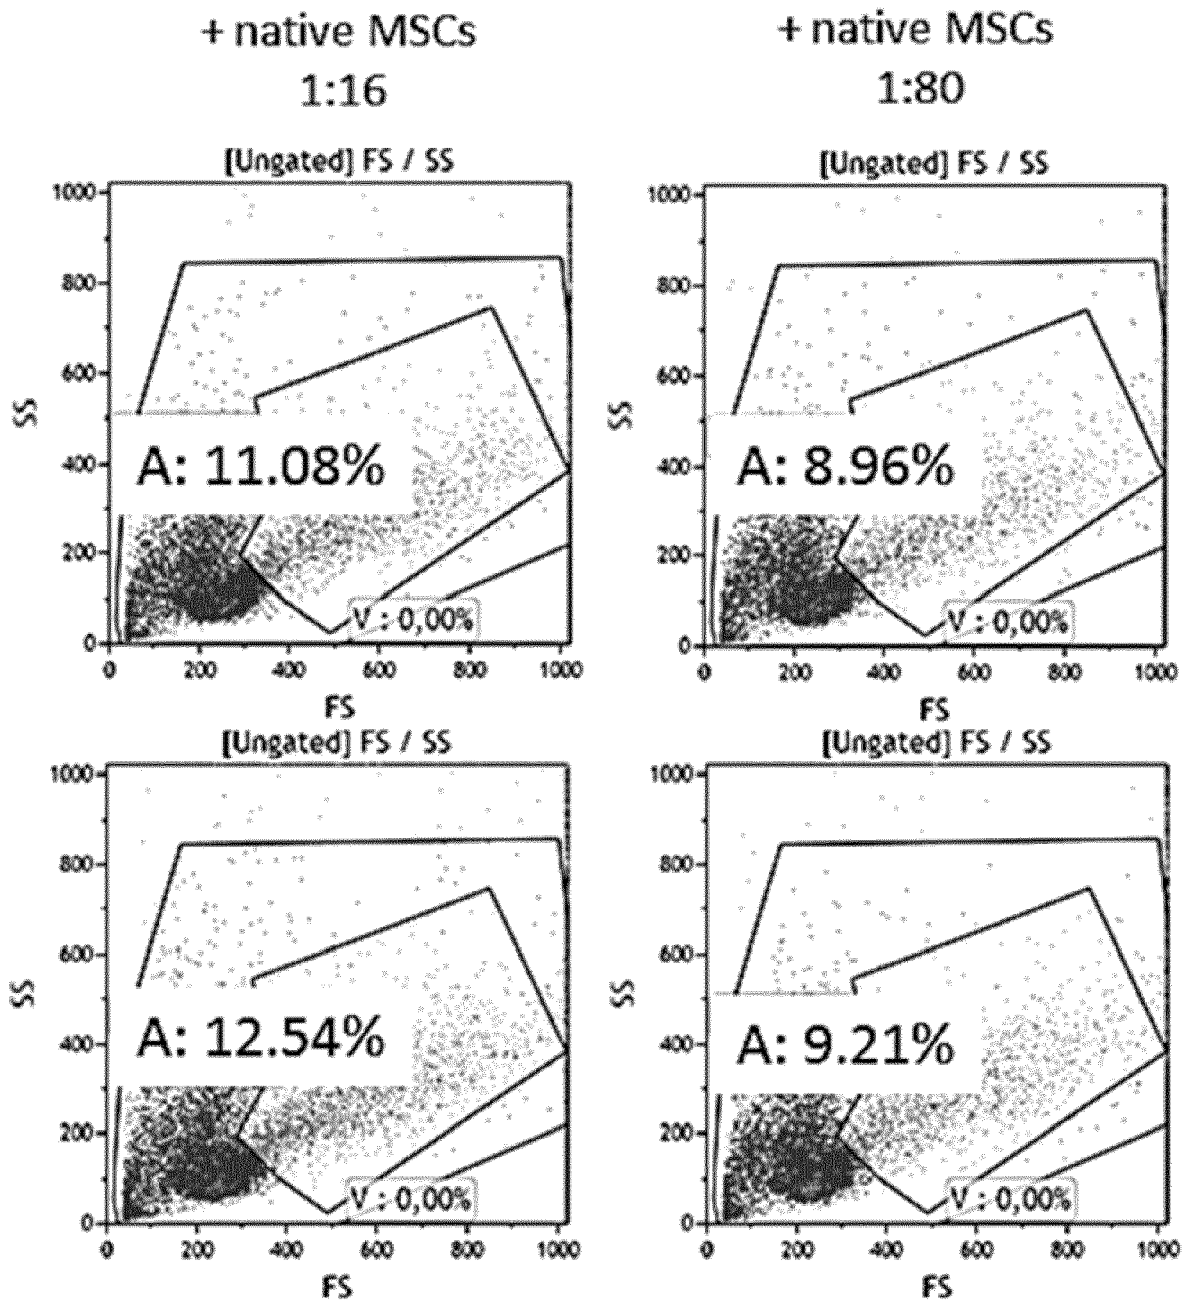 + native MSCs
1:16
+ native MSCs
1:80
[Ungated] FS / SS
1000
800
600
400
200
0
SS
A: 11.08%
V : 0,00%
0 200 400 600 800 1000
FS
[Ungated] FS / SS
1000
800
600
400
200
0
SS
A: 8.96%
V : 0,00%
0 200 400 600 800 1000
FS
[Ungated] FS / SS
1000
800
600
400
200
0
SS
A: 12.54%
V : 0,00%
0 200 400 600 800 1000
FS
[Ungated] FS / SS
1000
800
600
400
200
0
SS
A: 9.21%
V : 0,00%
0 200 400 600 800 1000
FS